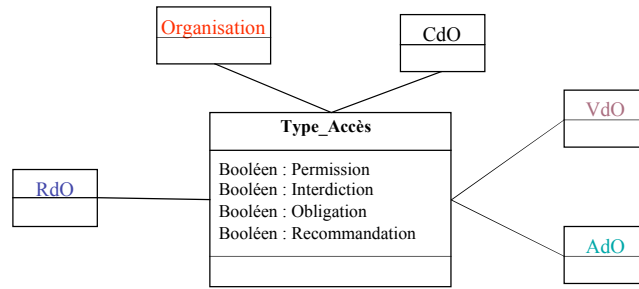 Organisation
CdO
Type_Accès
VdO
Booléen : Permission
Booléen : Interdiction
RdO
Booléen : Obligation
Booléen : Recommandation
AdO